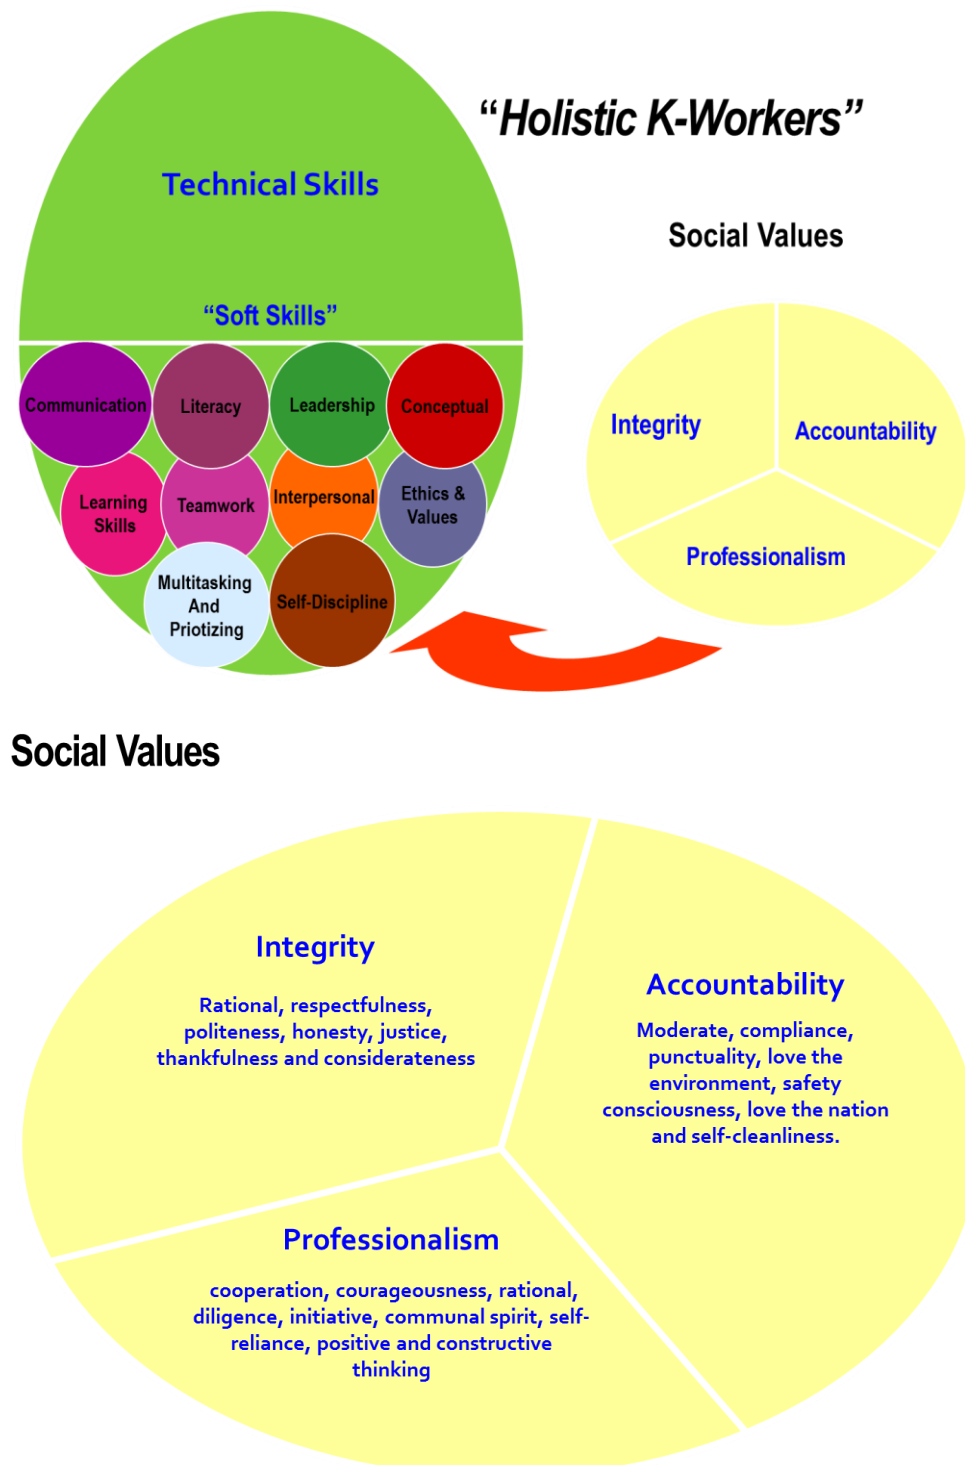 “Holistic K-Workers”
Technical Skills
Social Values
“Soft Skills”
Communication
Literacy
Leadership
Conceptual
Learning
Skills
Teamwork
Interpersonal
Ethics &
Values
Multitasking
And
Priotizing
Self-Discipline
Integrity
Accountability
Professionalism
Social Values
Integrity
Rational, respectfulness,
politeness, honesty, justice,
thankfulness and considerateness
Accountability
Moderate, compliance,
punctuality, love the
environment, safety
consciousness, love the nation
and self-cleanliness.
Professionalism
cooperation, courageousness, rational,
diligence, initiative, communal spirit, self-
reliance, positive and constructive
thinking